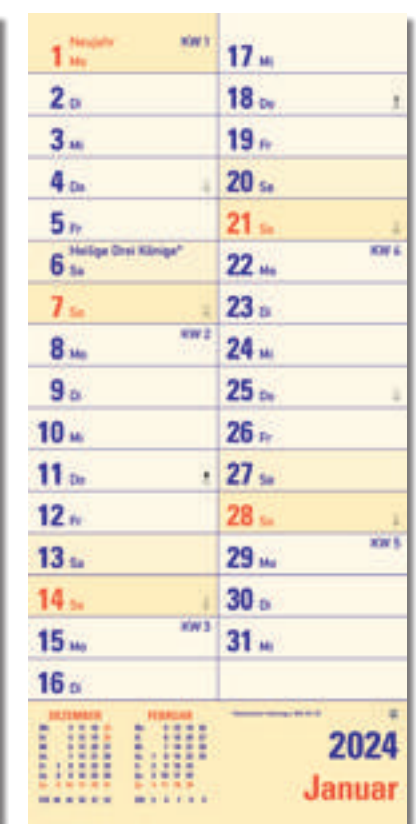 Neujahr KW 1
1 Mo
2 Di
3 Mi
4 Do
5 Fr
Heilige Drei Könige*
6 Sa
7 So
KW 2
8 Mo
9 Di
10 Mi
11 Do
12 Fr
13 Sa
14 So
KW 3
15 Mo
16 Di
17 Mi
18 Do
19 Fr
20 Sa
21 So
KW 4
22 Mo
23 Di
24 Mi
25 Do
26 Fr
27 Sa
28 So
KW 5
29 Mo
30 Di
31 Mi
DEZEMBER FEBRUAR
2024
Januar